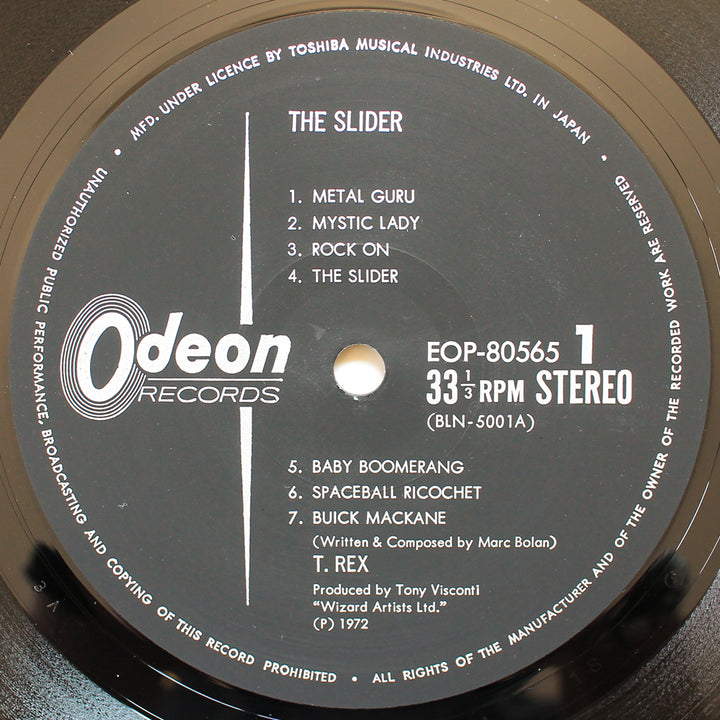 • MFD. UNDER LICENCE BY TOSHIBA MUSICAL INDUSTRIES LTD. IN JAPAN •
THE SLIDER
1. METAL GURU
2. MYSTIC LADY
3. ROCK ON
4. THE SLIDER
Odeon
RECORDS
EOP-80565 1
33 1/3 RPM STEREO
(BLN-5001A)
5. BABY BOOMERANG
6. SPACEBALL RICOCHET
7. BUICK MACKANE
(Written & Composed by Marc Bolan)
T. REX
Produced by Tony Visconti
“Wizard Artists Ltd.”
(P) 1972
UNAUTHORIZED PUBLIC PERFORMANCE, BROADCASTING AND COPYING OF THIS RECORD PROHIBITED • ALL RIGHTS OF THE MANUFACTURER AND OF THE OWNER OF THE RECORDED WORK ARE RESERVED
3 A